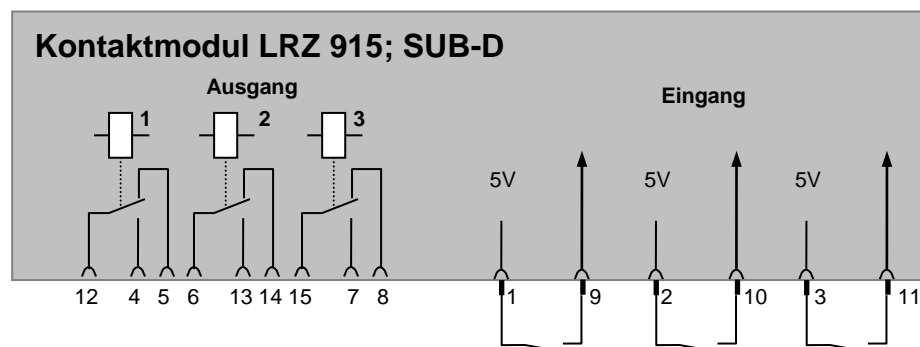 Kontaktmodul LRZ 915; SUB-D
Ausgang
Eingang
1 2 3
5V 5V 5V
12 4 5 6 13 14 15 7 8 1 9 2 10 3 11